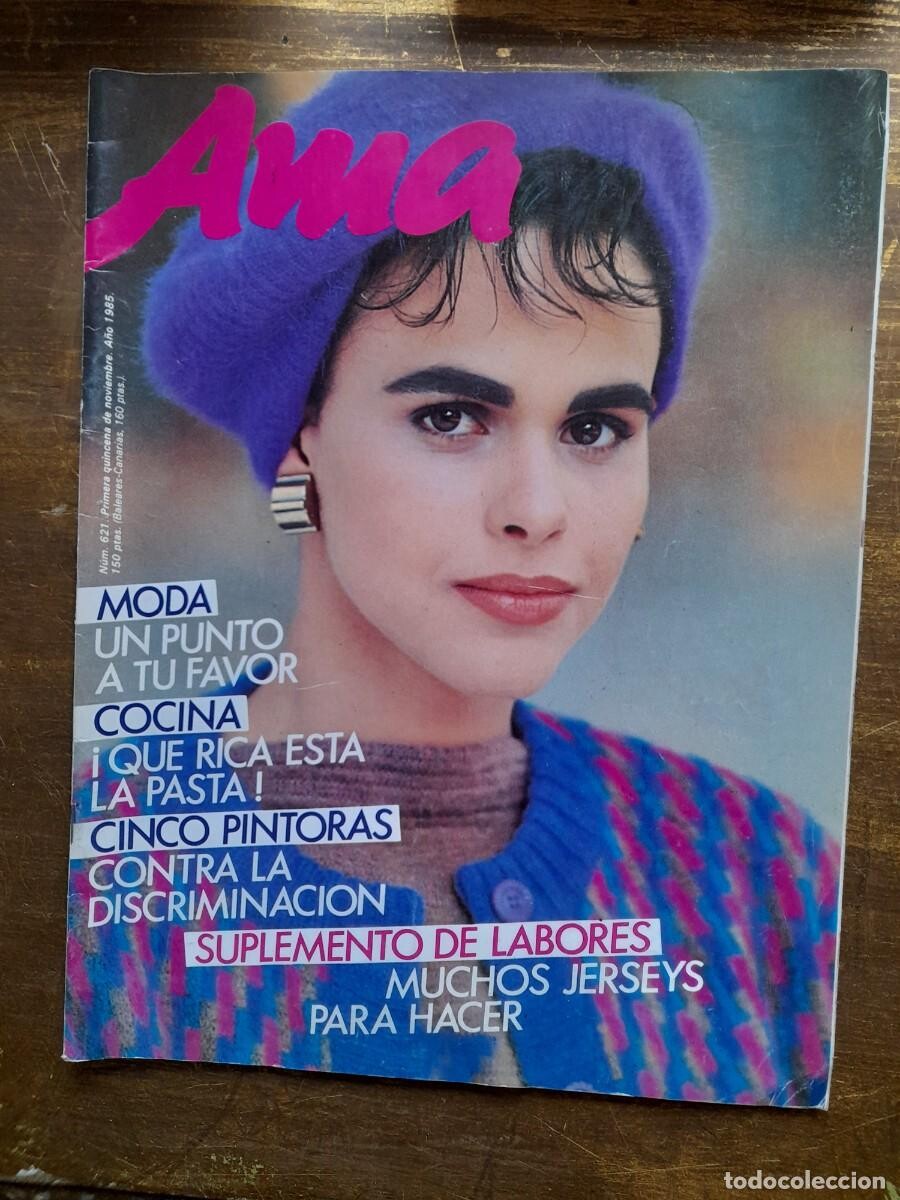 Ama
Núm. 621. Primera quincena de noviembre. Año 1985.
150 ptas. (Baleares-Canarias, 160 ptas.).
MODA
UN PUNTO
A TU FAVOR
COCINA
¡QUE RICA ESTA
LA PASTA!
CINCO PINTORAS
CONTRA LA
DISCRIMINACION
SUPLEMENTO DE LABORES
MUCHOS JERSEYS
PARA HACER
todocoleccion